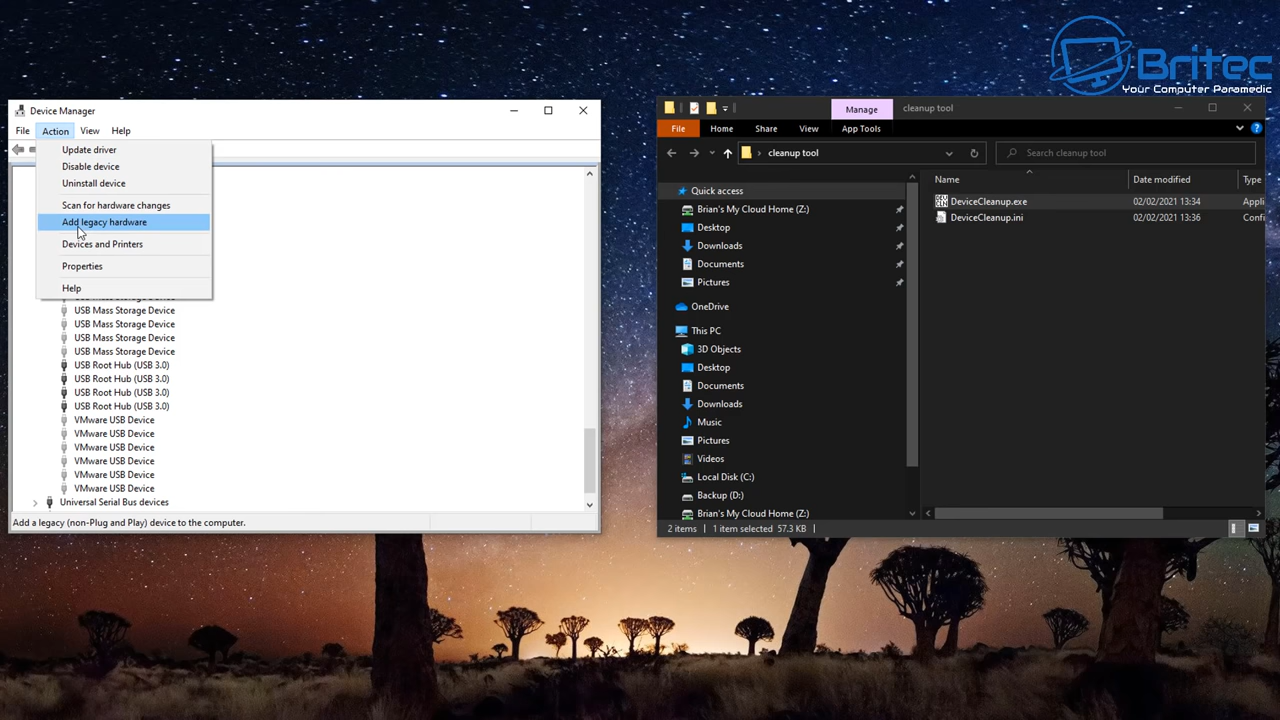 Britec
Your Computer Paramedic
Device Manager
File Action View Help
Update driver
Disable device
Uninstall device
Scan for hardware changes
Add legacy hardware
Devices and Printers
Properties
Help
USB Mass Storage Device
USB Mass Storage Device
USB Mass Storage Device
USB Mass Storage Device
USB Mass Storage Device
USB Root Hub (USB 3.0)
USB Root Hub (USB 3.0)
USB Root Hub (USB 3.0)
USB Root Hub (USB 3.0)
VMware USB Device
VMware USB Device
VMware USB Device
VMware USB Device
VMware USB Device
VMware USB Device
Universal Serial Bus devices
Add a legacy (non-Plug and Play) device to the computer.
Manage cleanup tool
File Home Share View App Tools
cleanup tool Search cleanup tool
Quick access
Brian's My Cloud Home (Z:)
Desktop
Downloads
Documents
Pictures
OneDrive
This PC
3D Objects
Desktop
Documents
Downloads
Music
Pictures
Videos
Local Disk (C:)
Backup (D:)
Brian's My Cloud Home (Z:)
Name Date modified Type
DeviceCleanup.exe 02/02/2021 13:34 Appli
DeviceCleanup.ini 02/02/2021 13:36 Confi
2 items 1 item selected 57.3 KB